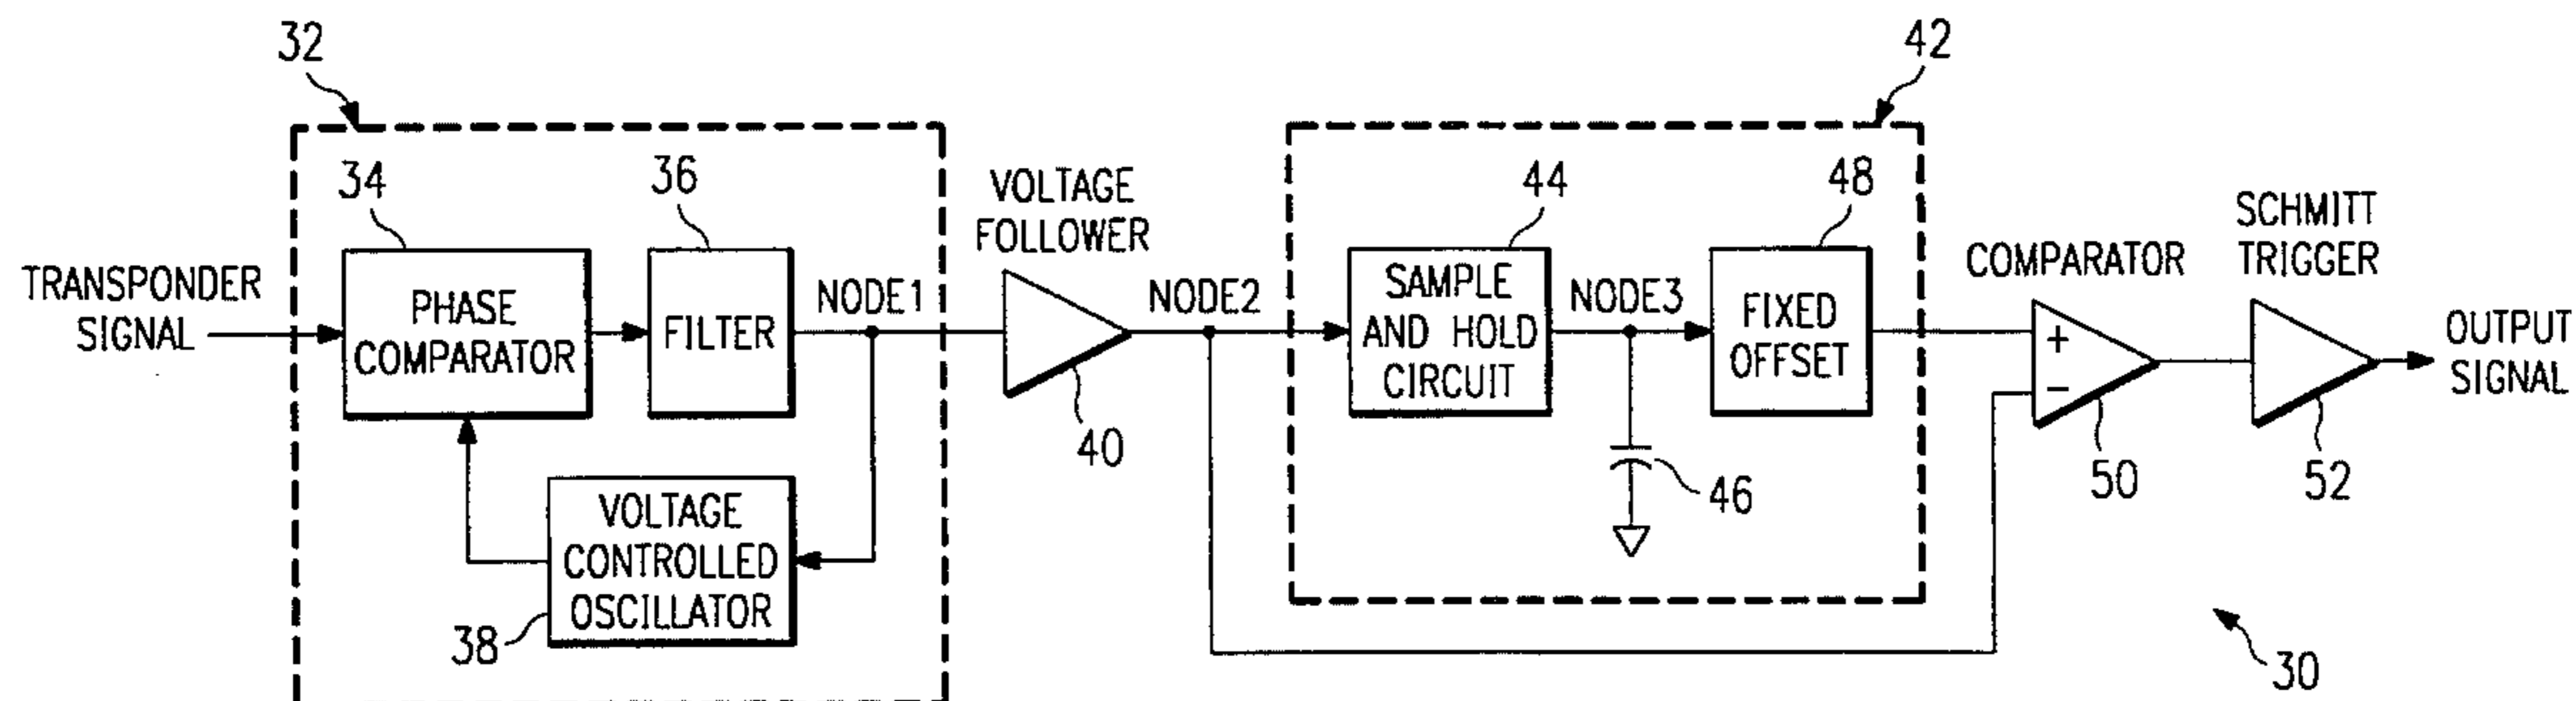 32
42
34
36
VOLTAGE
FOLLOWER
44
48
SCHMITT
TRIGGER
TRANSPONDER
SIGNAL
PHASE
COMPARATOR
FILTER
NODE1
NODE2
SAMPLE
AND HOLD
CIRCUIT
NODE3
FIXED
OFFSET
COMPARATOR
+
−
OUTPUT
SIGNAL
40
46
50
52
VOLTAGE
CONTROLLED
OSCILLATOR
38
30